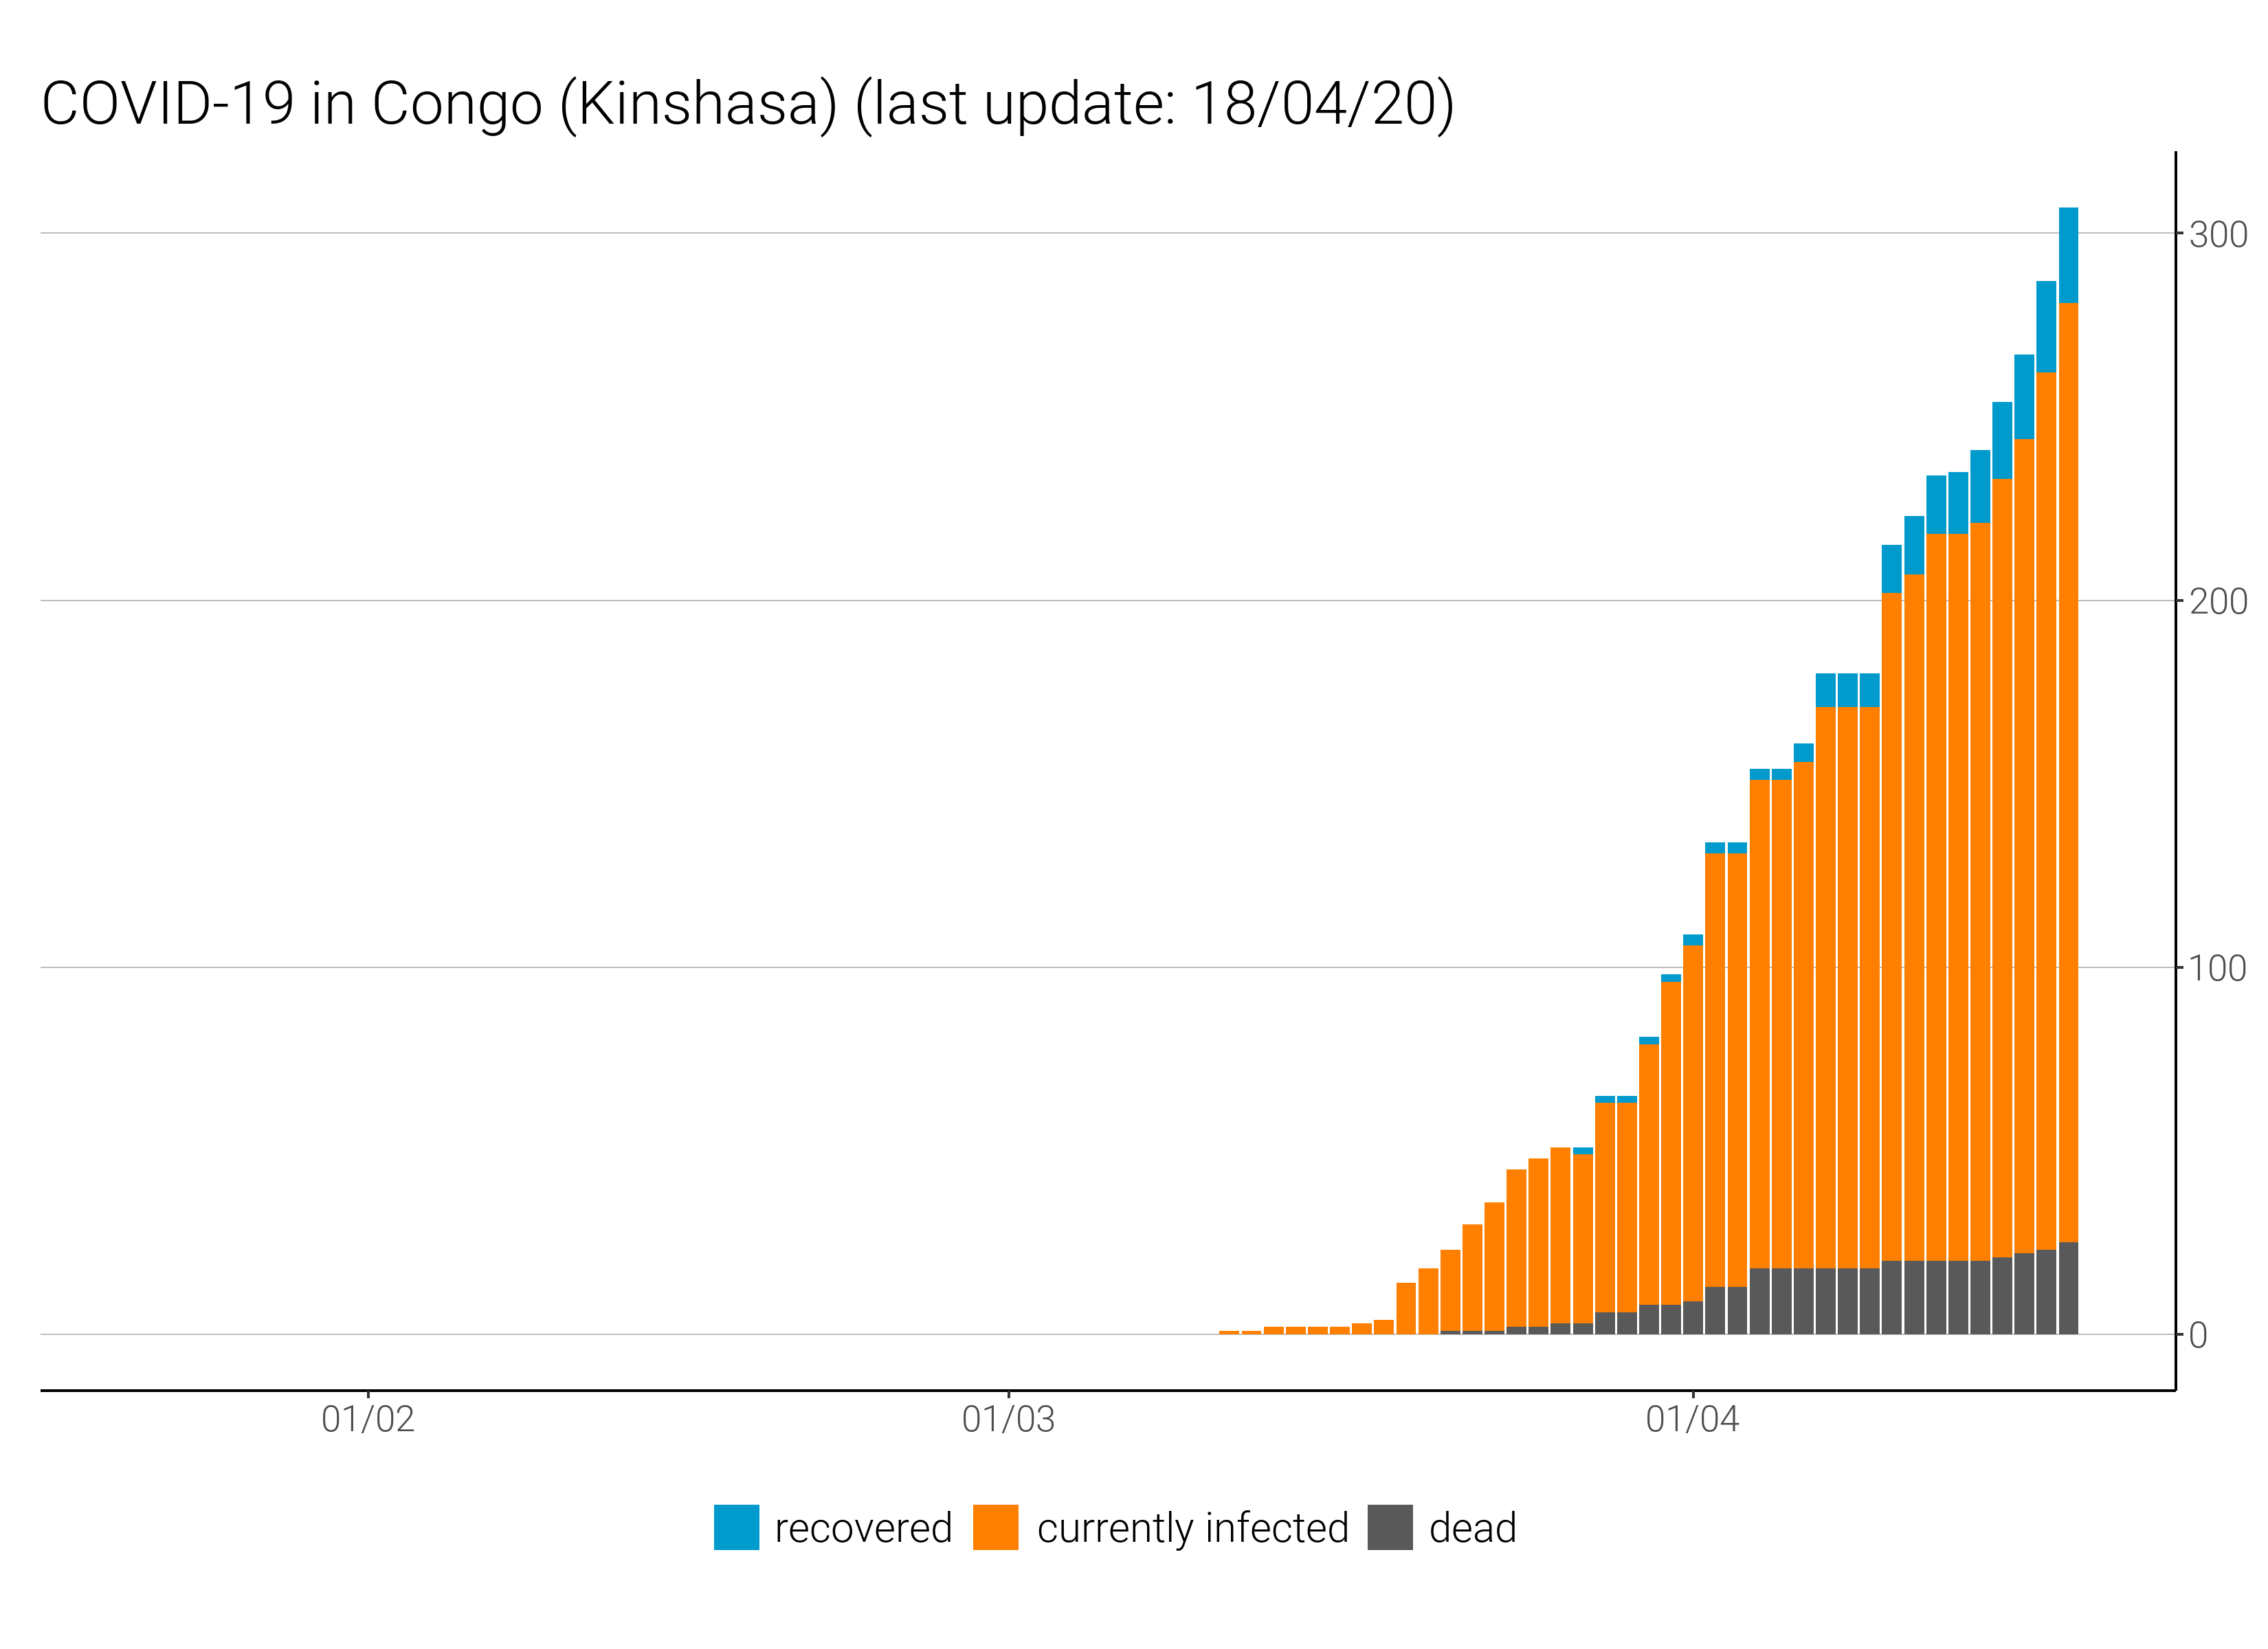 COVID-19 in Congo (Kinshasa) (last update: 18/04/20)
300
200
100
0
01/02 01/03 01/04
recovered currently infected dead